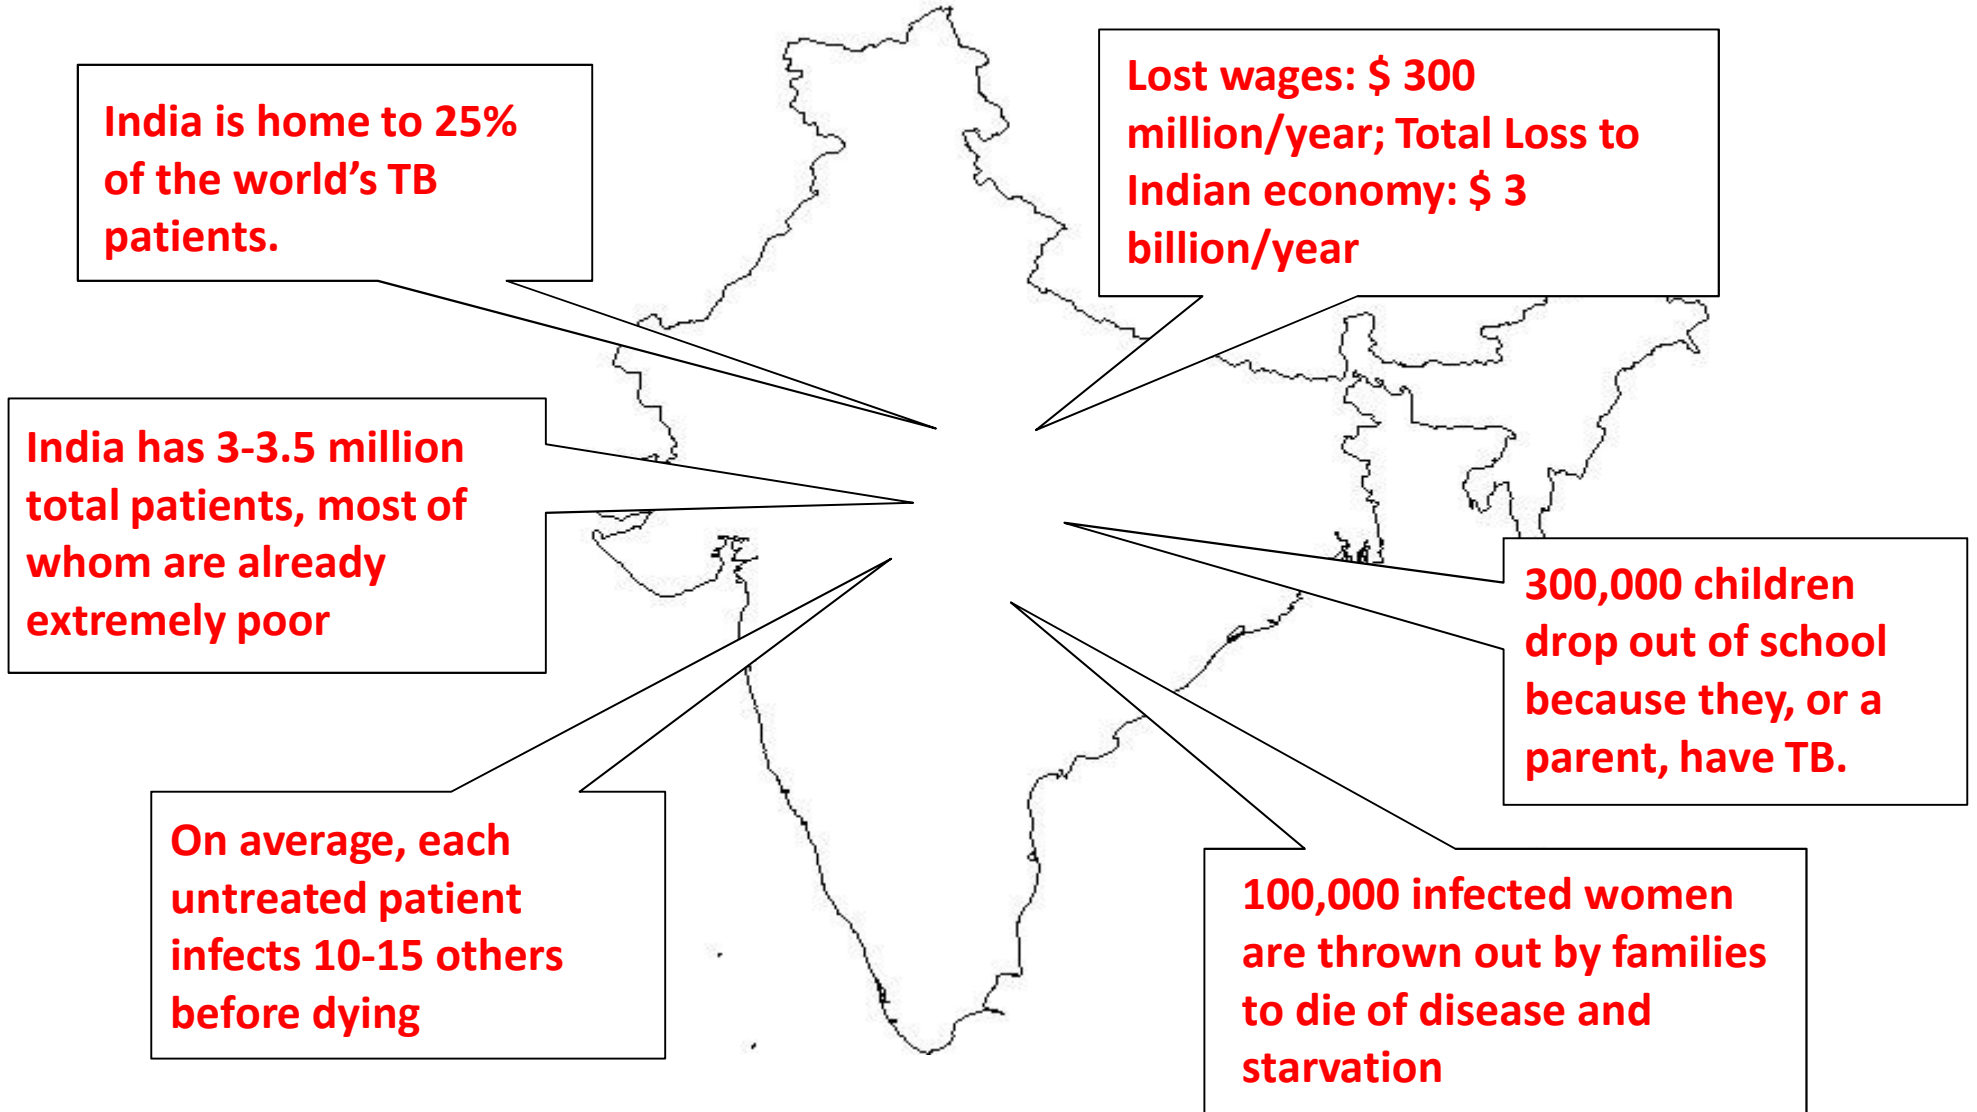 India is home to 25%
of the world's TB
patients.
Lost wages: $ 300
million/year; Total Loss to
Indian economy: $ 3
billion/year
India has 3-3.5 million
total patients, most of
whom are already
extremely poor
300,000 children
drop out of school
because they, or a
parent, have TB.
On average, each
untreated patient
infects 10-15 others
before dying
100,000 infected women
are thrown out by families
to die of disease and
starvation